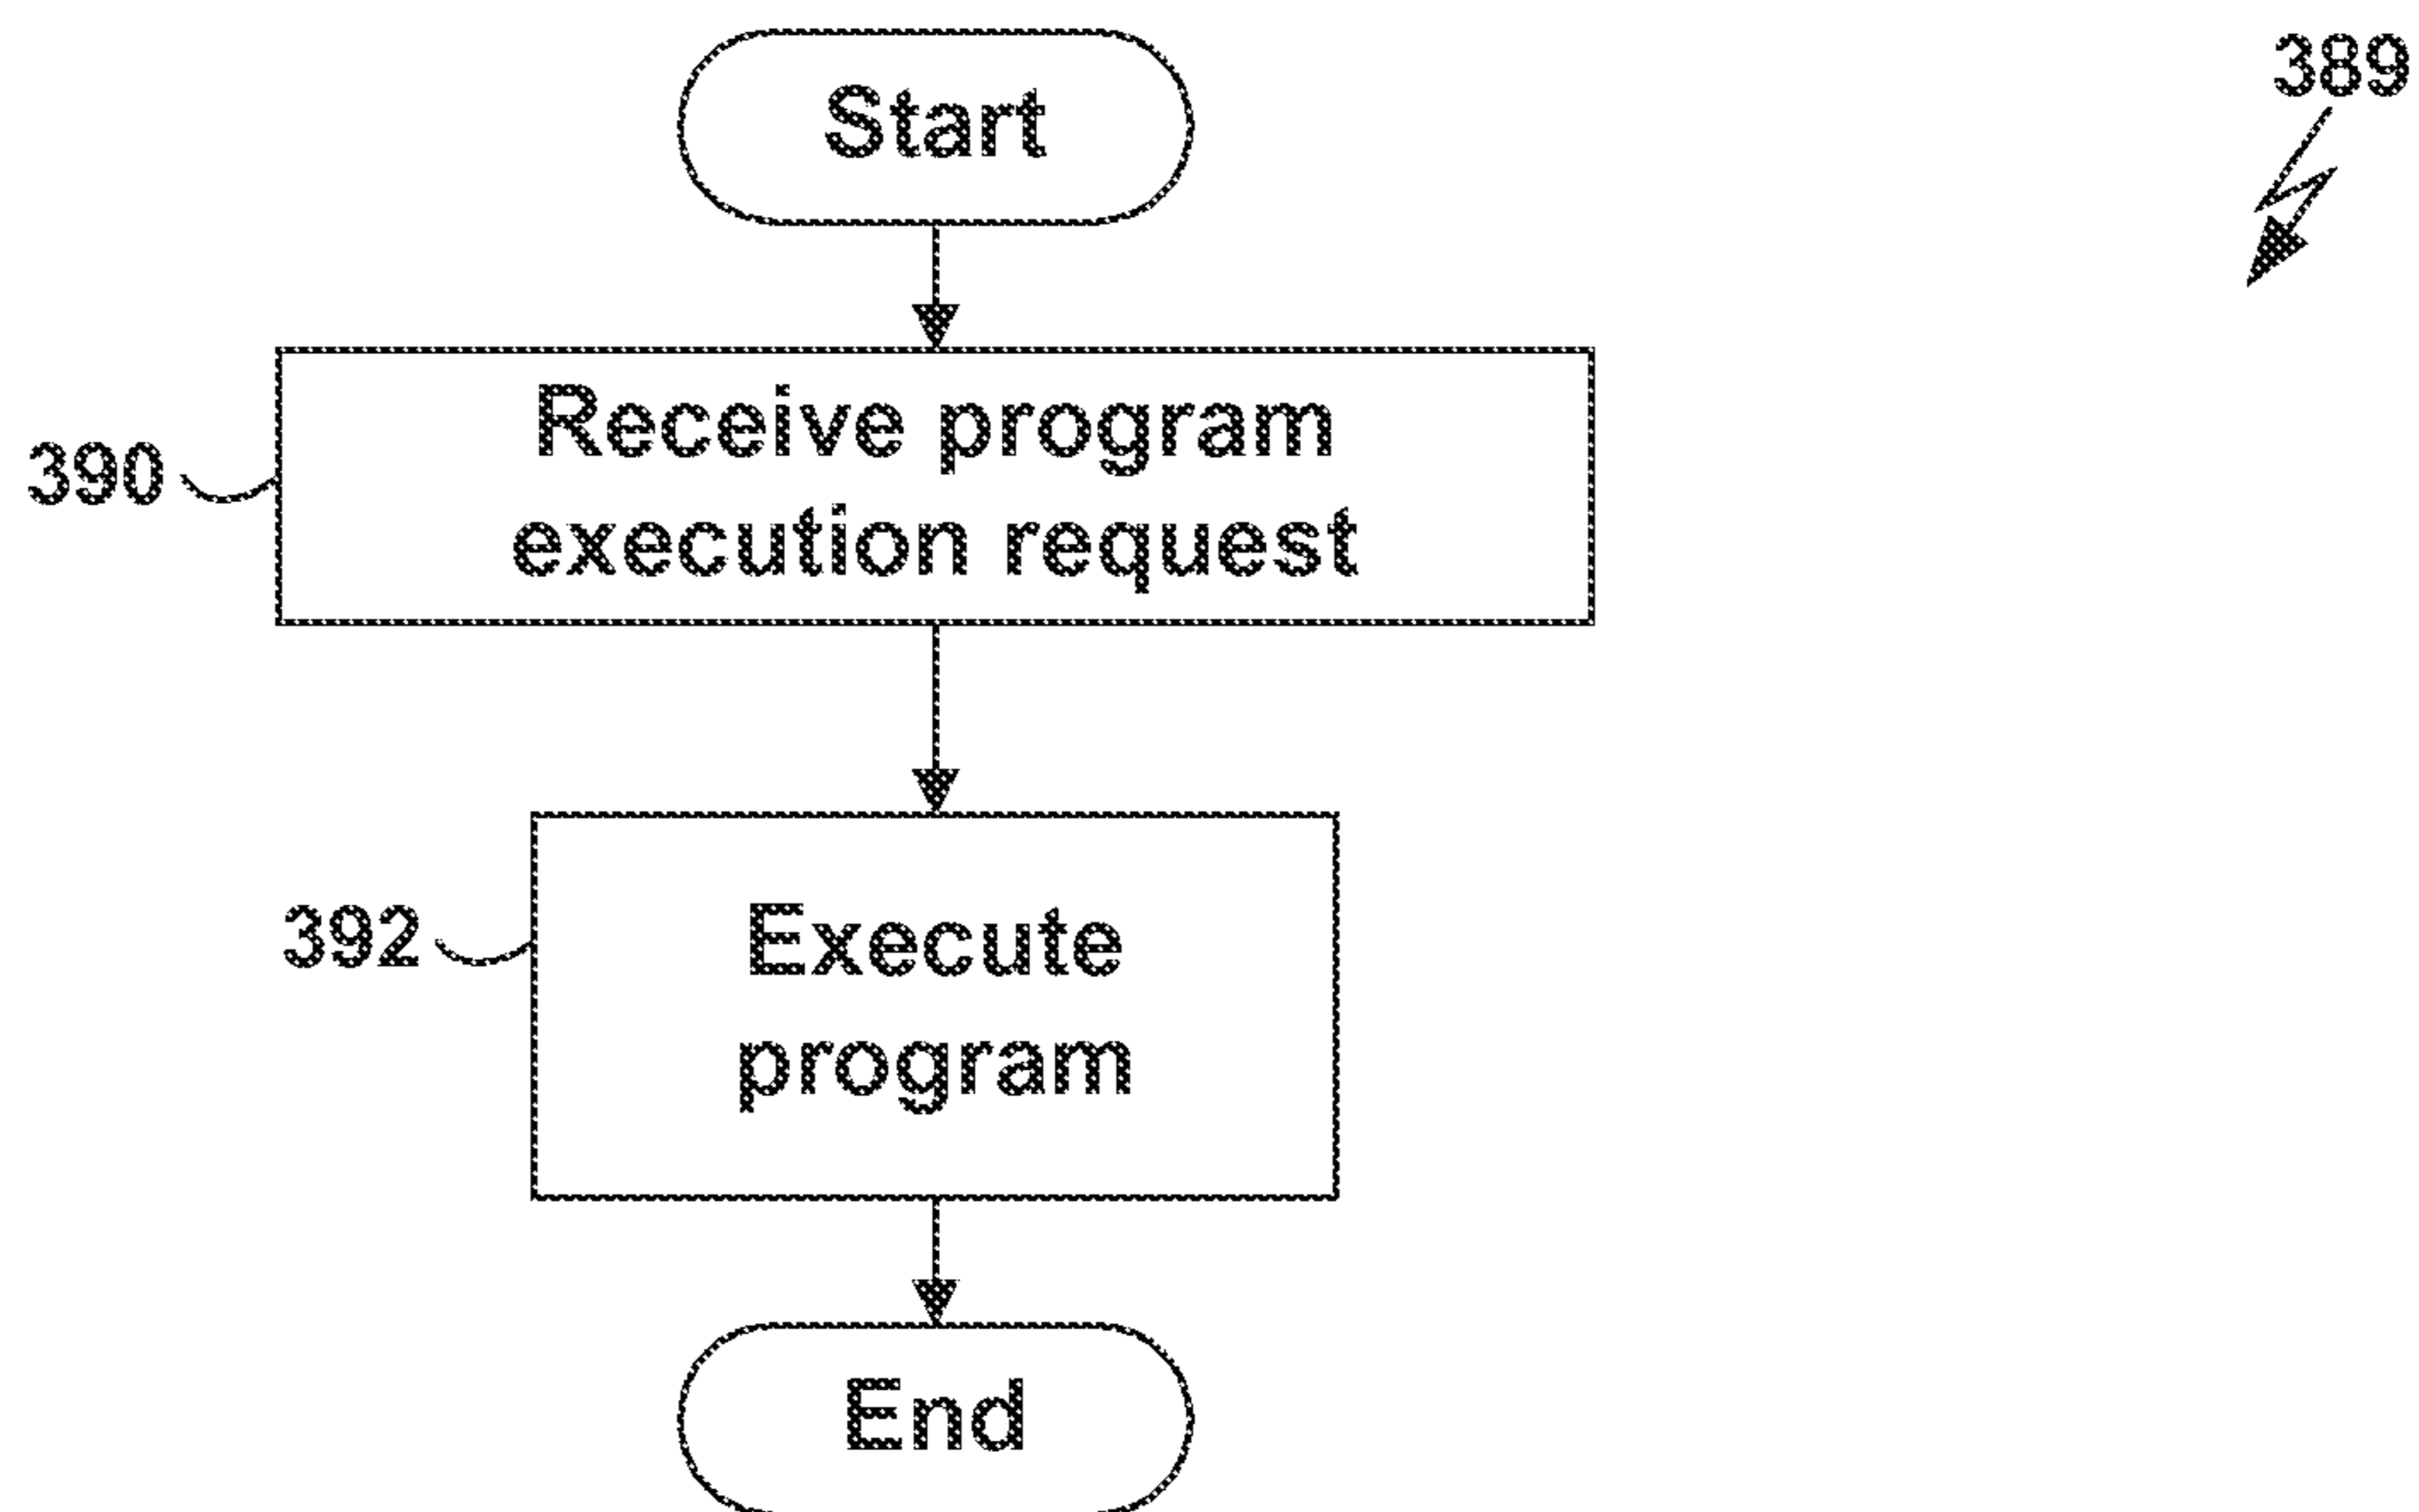 Start
389
Receive program
execution request
390
Execute
program
392
End